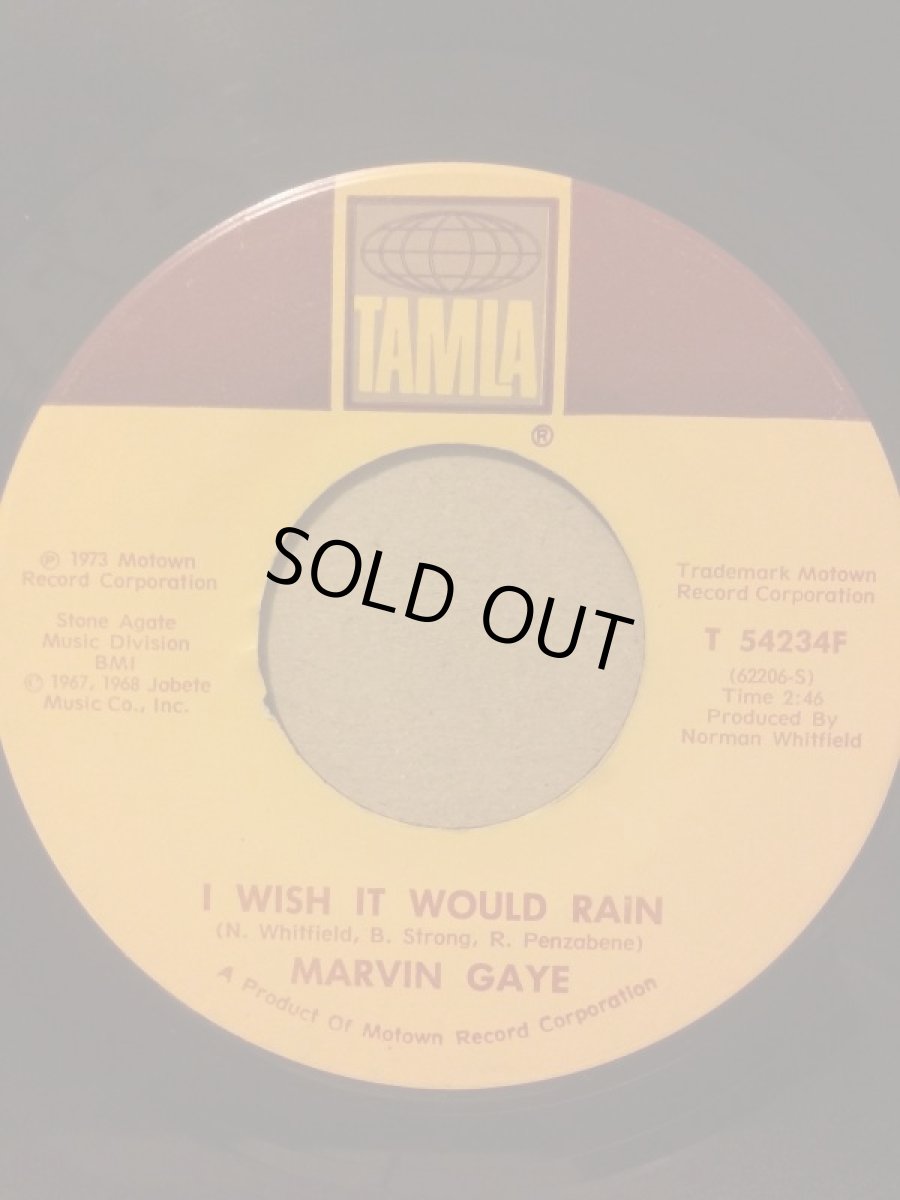 TAMLA
®
℗ 1973 Motown
Record Corporation
Stone Agate
Music Division
BMI
© 1967, 1968 Jobete
Music Co., Inc.
SOLD OUT
Trademark Motown
Record Corporation
T 54234F
(62206-S)
Time 2:46
Produced By
Norman Whitfield
I WISH IT WOULD RAIN
(N. Whitfield, B. Strong, R. Penzabene)
MARVIN GAYE
A Product Of Motown Record Corporation